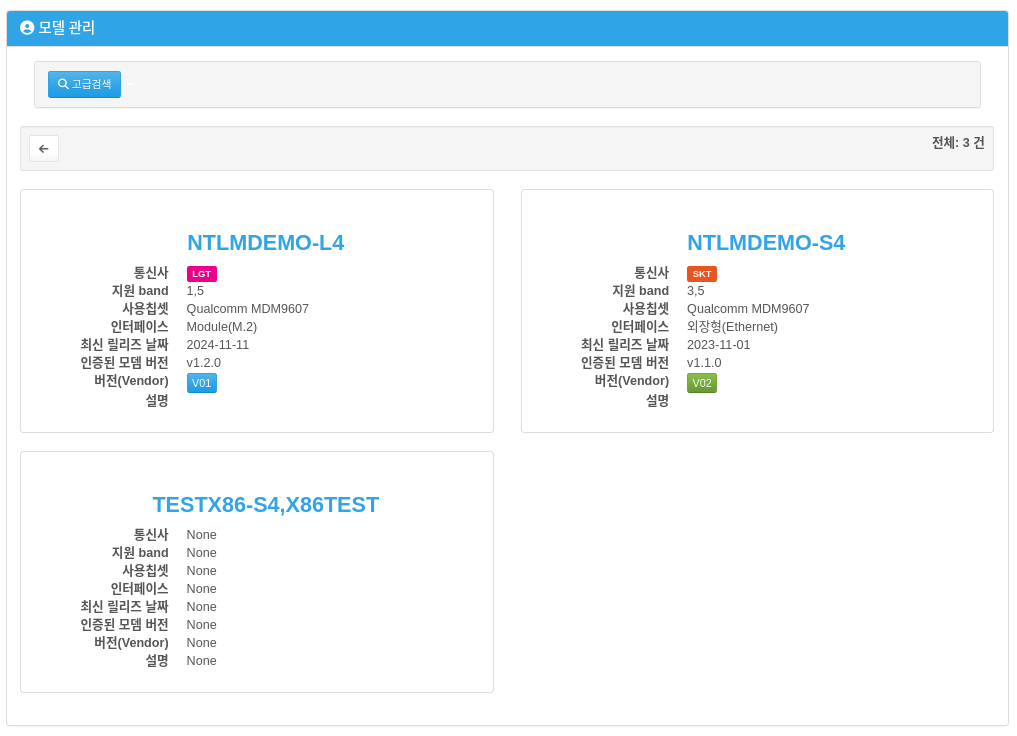 모델 관리
고급검색
전체: 3 건
NTLMDEMO-L4
통신사 LGT
지원 band 1,5
사용칩셋 Qualcomm MDM9607
인터페이스 Module(M.2)
최신 릴리즈 날짜 2024-11-11
인증된 모뎀 버전 v1.2.0
버전(Vendor) V01
설명
NTLMDEMO-S4
통신사 SKT
지원 band 3,5
사용칩셋 Qualcomm MDM9607
인터페이스 외장형(Ethernet)
최신 릴리즈 날짜 2023-11-01
인증된 모뎀 버전 v1.1.0
버전(Vendor) V02
설명
TESTX86-S4,X86TEST
통신사 None
지원 band None
사용칩셋 None
인터페이스 None
최신 릴리즈 날짜 None
인증된 모뎀 버전 None
버전(Vendor) None
설명 None